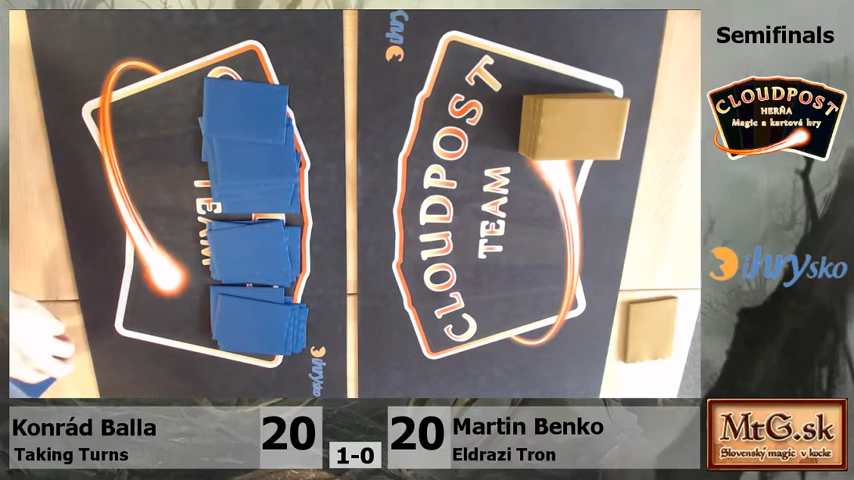 Semifinals
CLOUDPOST
HERŇA
Magic a kartové hry
ihrysko
CLOUDPOST
TEAM
TEAM
ihrysko
Konrád Balla
Taking Turns
20
1-0
20
Martin Benko
Eldrazi Tron
MtG.sk
Slovenský magic v kocke